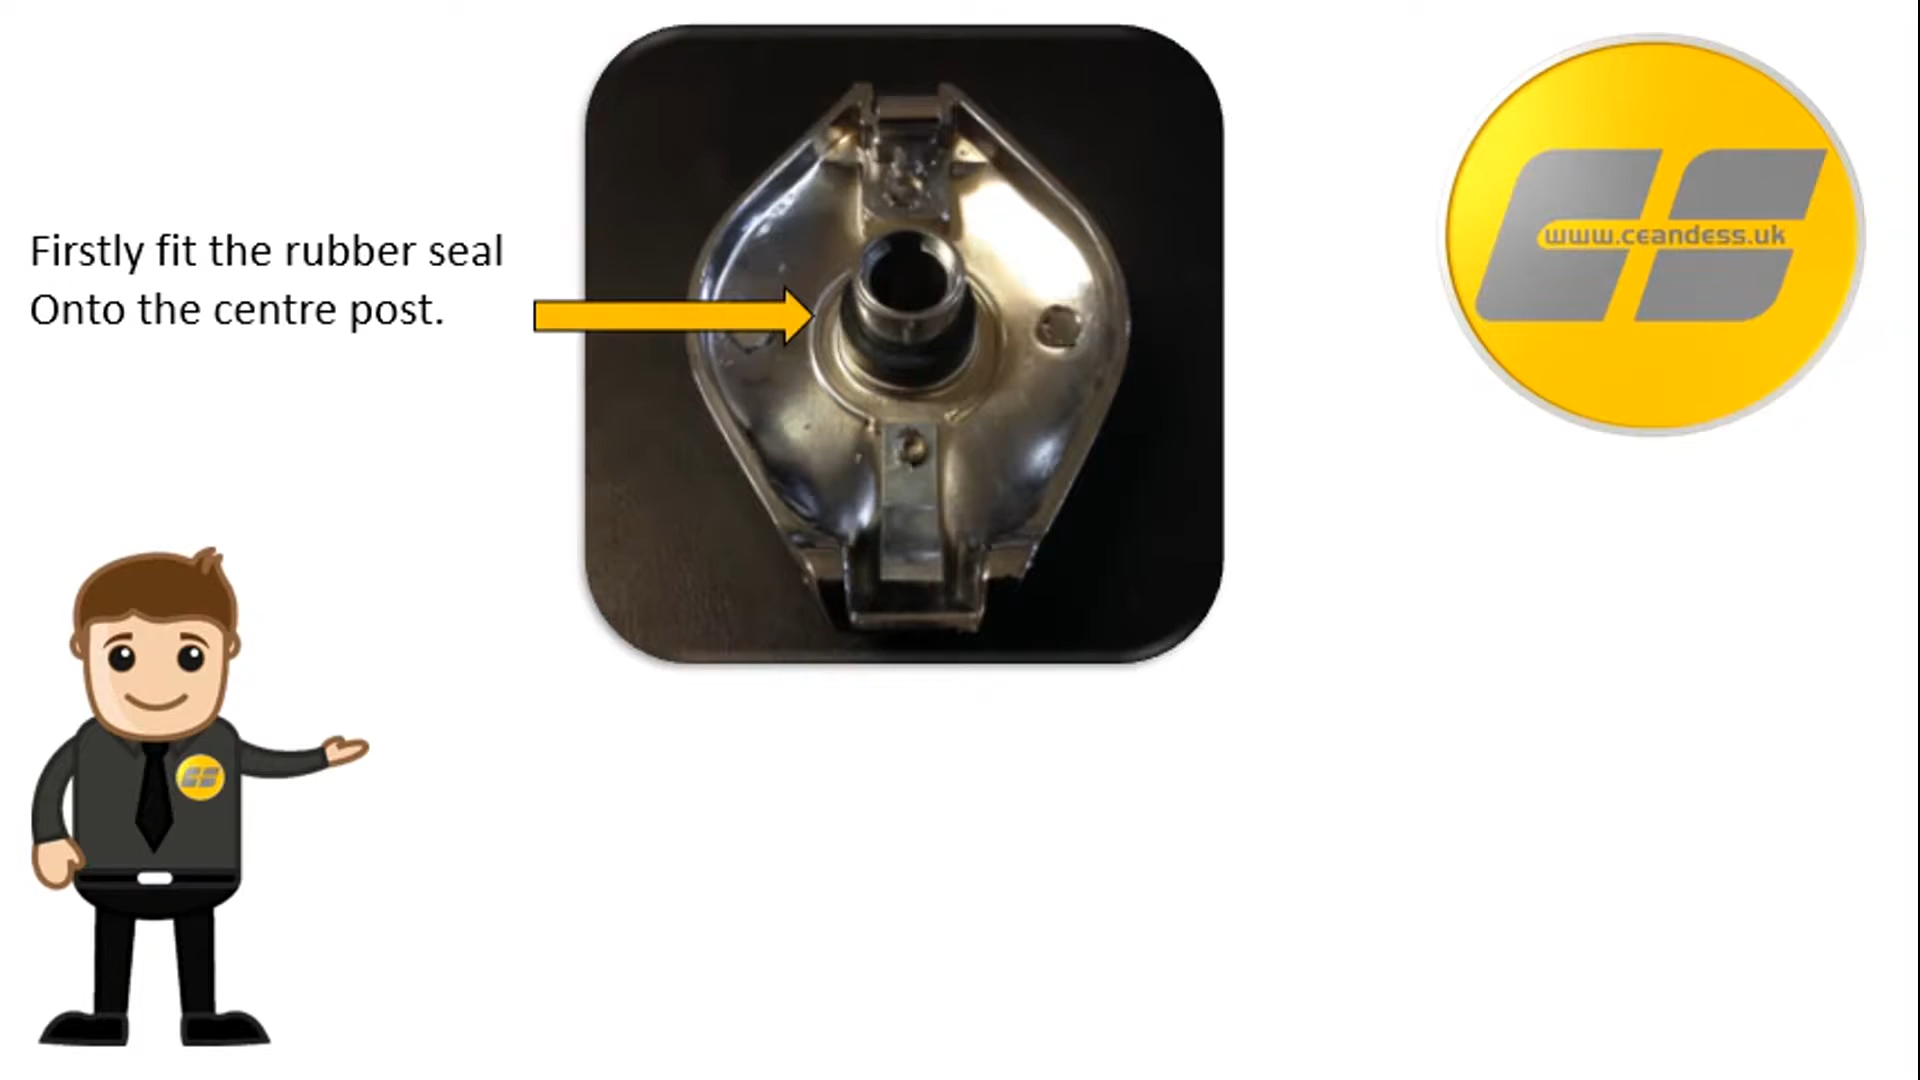 Firstly fit the rubber seal
Onto the centre post.
www.ceandess.uk